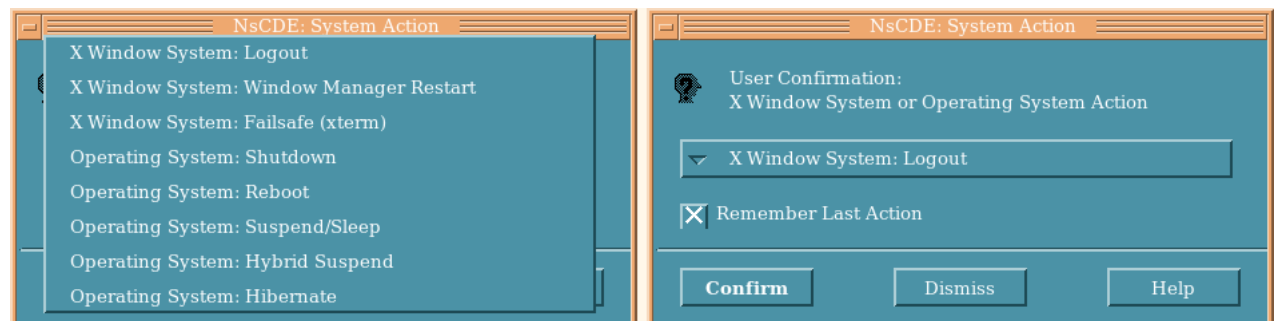 NsCDE: System Action
X Window System: Logout
X Window System: Window Manager Restart
X Window System: Failsafe (xterm)
Operating System: Shutdown
Operating System: Reboot
Operating System: Suspend/Sleep
Operating System: Hybrid Suspend
Operating System: Hibernate
NsCDE: System Action
User Confirmation:
X Window System or Operating System Action
X Window System: Logout
Remember Last Action
Confirm
Dismiss
Help